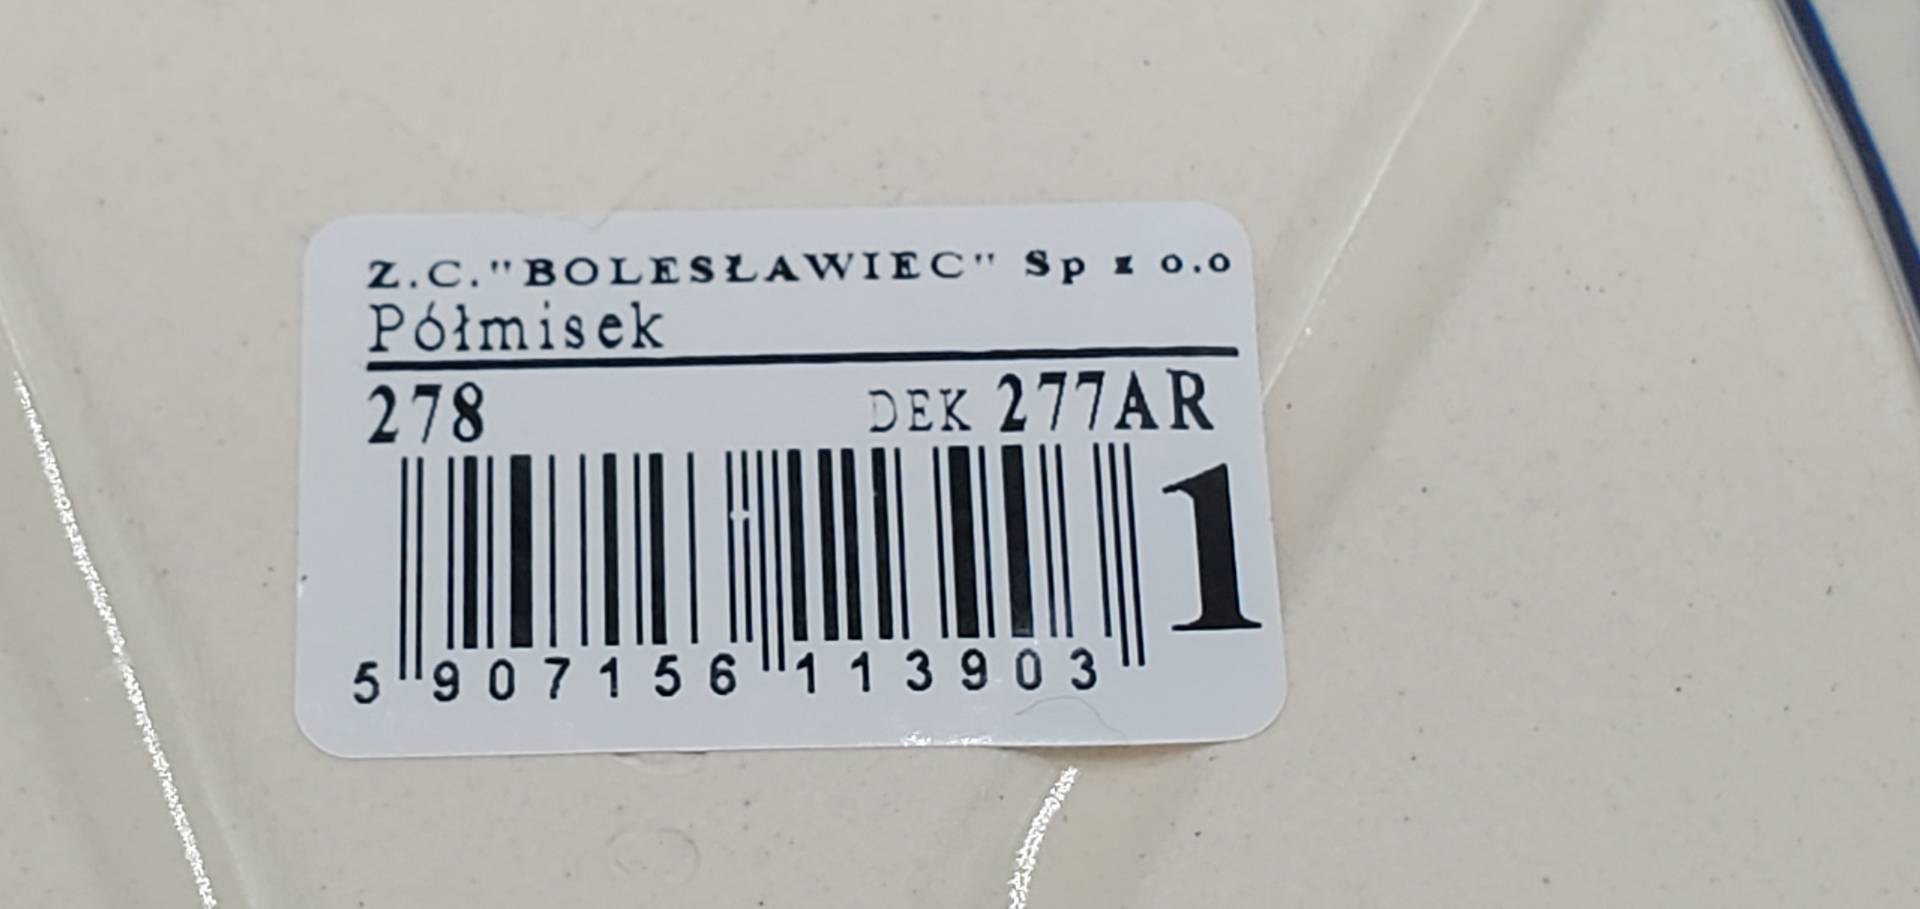 Z.C."BOLESŁAWIEC" Sp z o.o
Półmisek
278 DEK 277AR
1
5 907156 113903